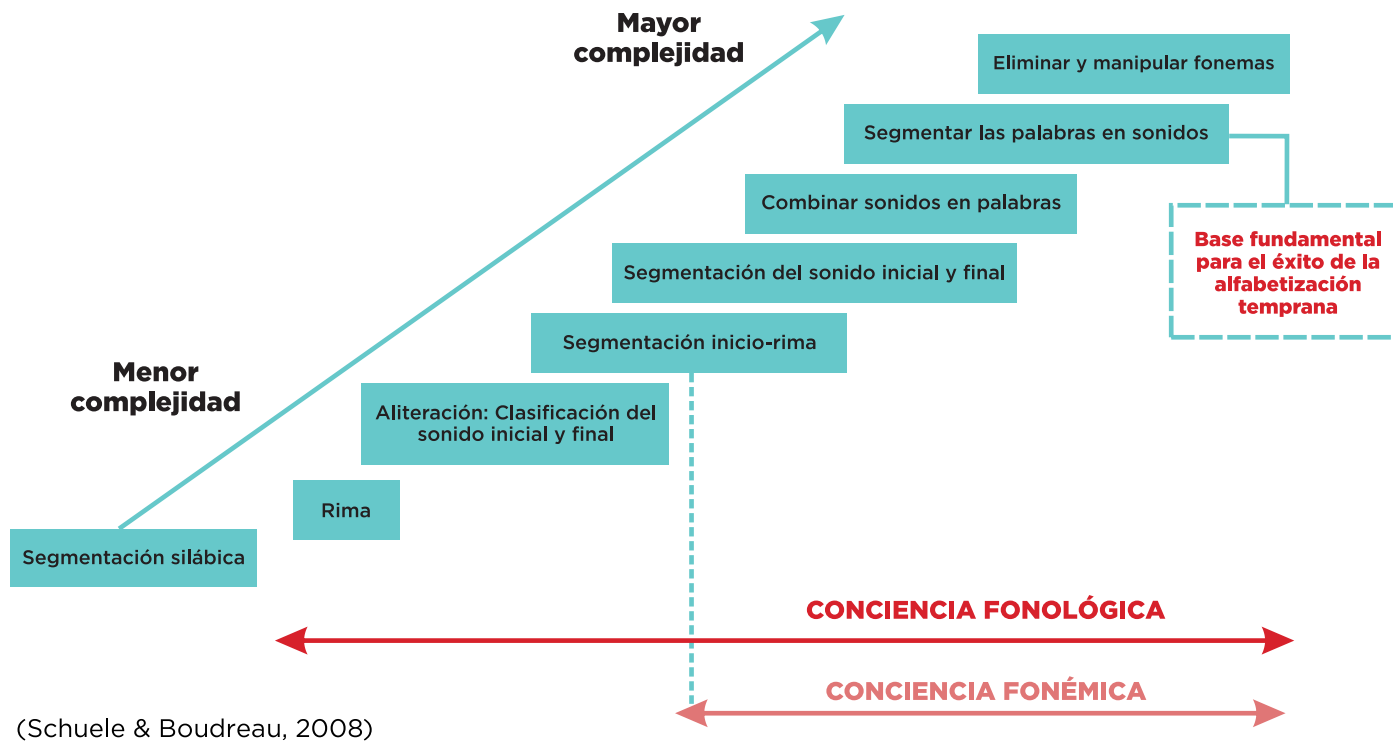 Mayor
complejidad
Eliminar y manipular fonemas
Segmentar las palabras en sonidos
Combinar sonidos en palabras
Base fundamental
para el éxito de la
alfabetización
temprana
Segmentación del sonido inicial y final
Segmentación inicio-rima
Menor
complejidad
Aliteración: Clasificación del
sonido inicial y final
Rima
Segmentación silábica
CONCIENCIA FONOLÓGICA
CONCIENCIA FONÉMICA
(Schuele & Boudreau, 2008)